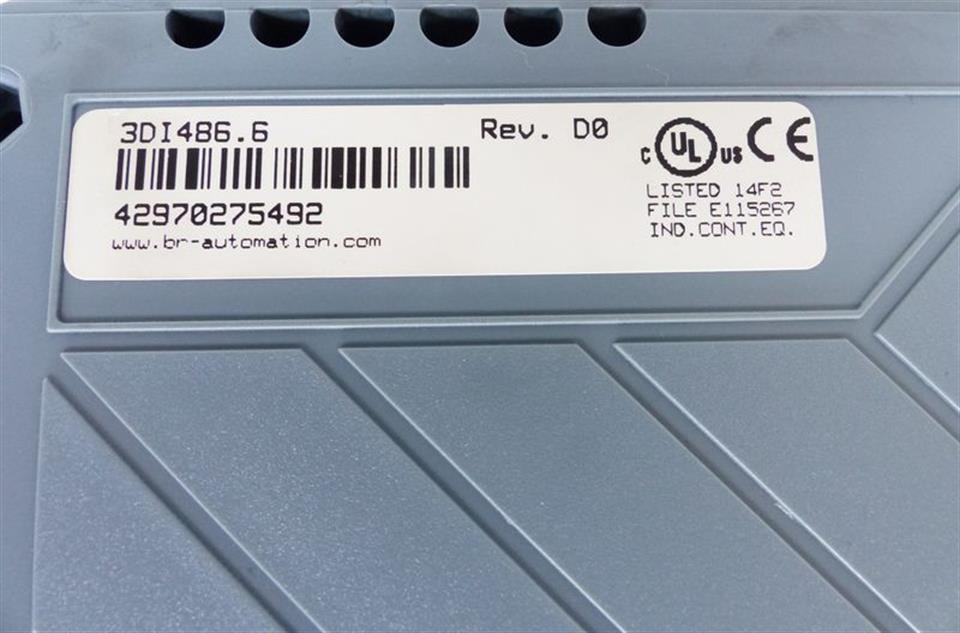 3DI486.6 Rev. D0
42970275492
www.br-automation.com
c UL us CE
LISTED 14F2
FILE E115267
IND.CONT.EQ.